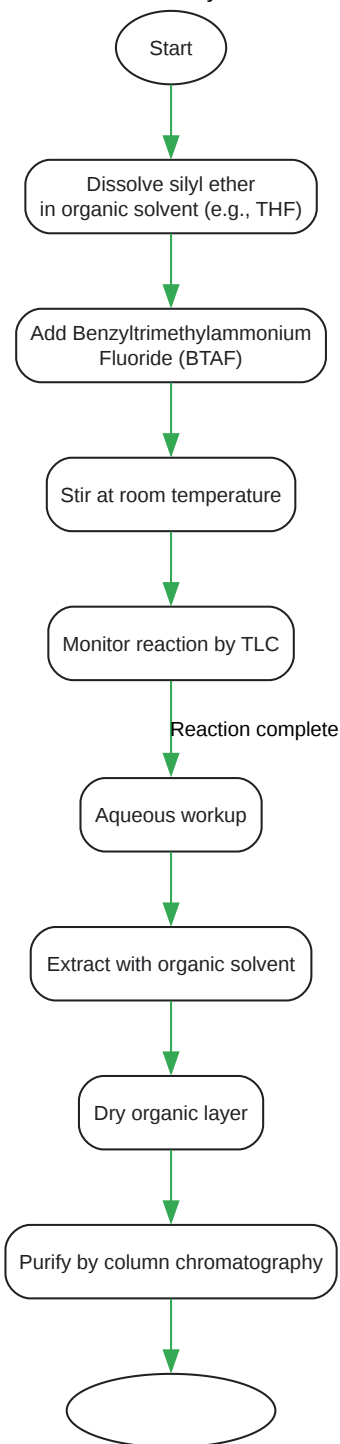 Start
Dissolve silyl ether
in organic solvent (e.g., THF)
Add Benzyltrimethylammonium
Fluoride (BTAF)
Stir at room temperature
Monitor reaction by TLC
Reaction complete
Aqueous workup
Extract with organic solvent
Dry organic layer
Purify by column chromatography